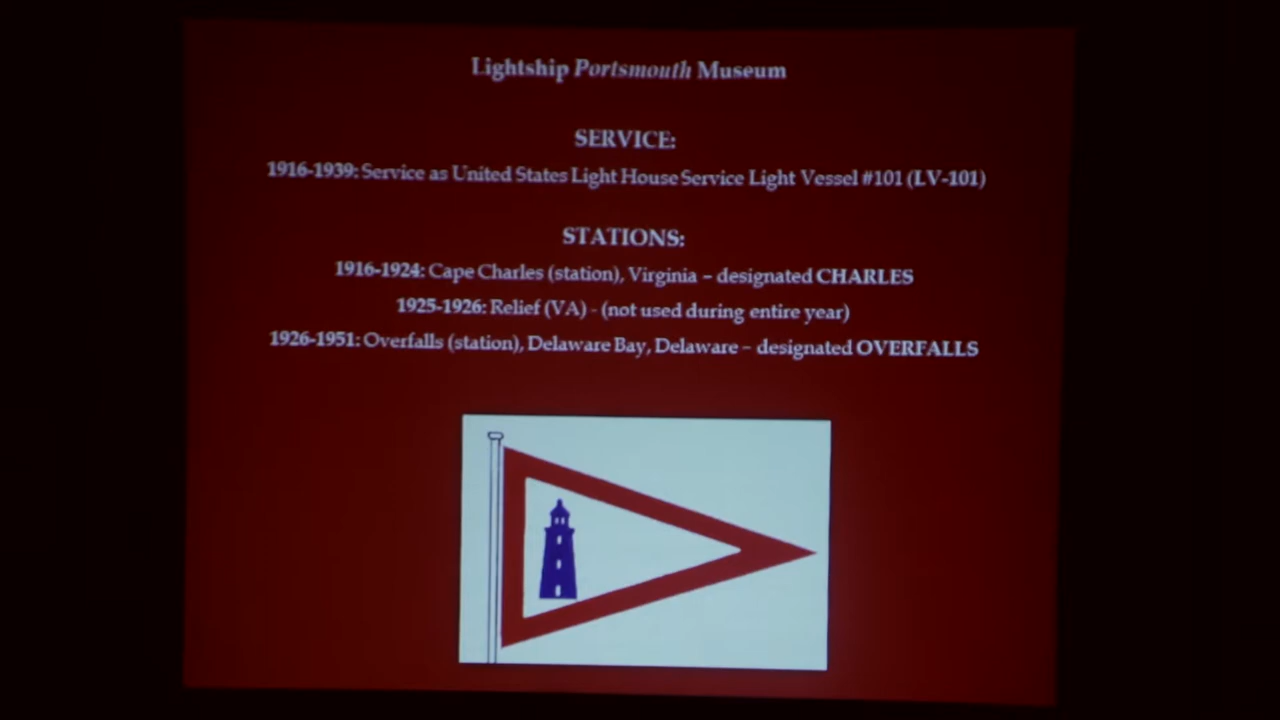 Lightship Portsmouth Museum
SERVICE:
1916-1939: Service as United States Light House Service Light Vessel #101 (LV-101)
STATIONS:
1916-1924: Cape Charles (station), Virginia – designated CHARLES
1925-1926: Relief (VA) - (not used during entire year)
1926-1951: Overfalls (station), Delaware Bay, Delaware – designated OVERFALLS